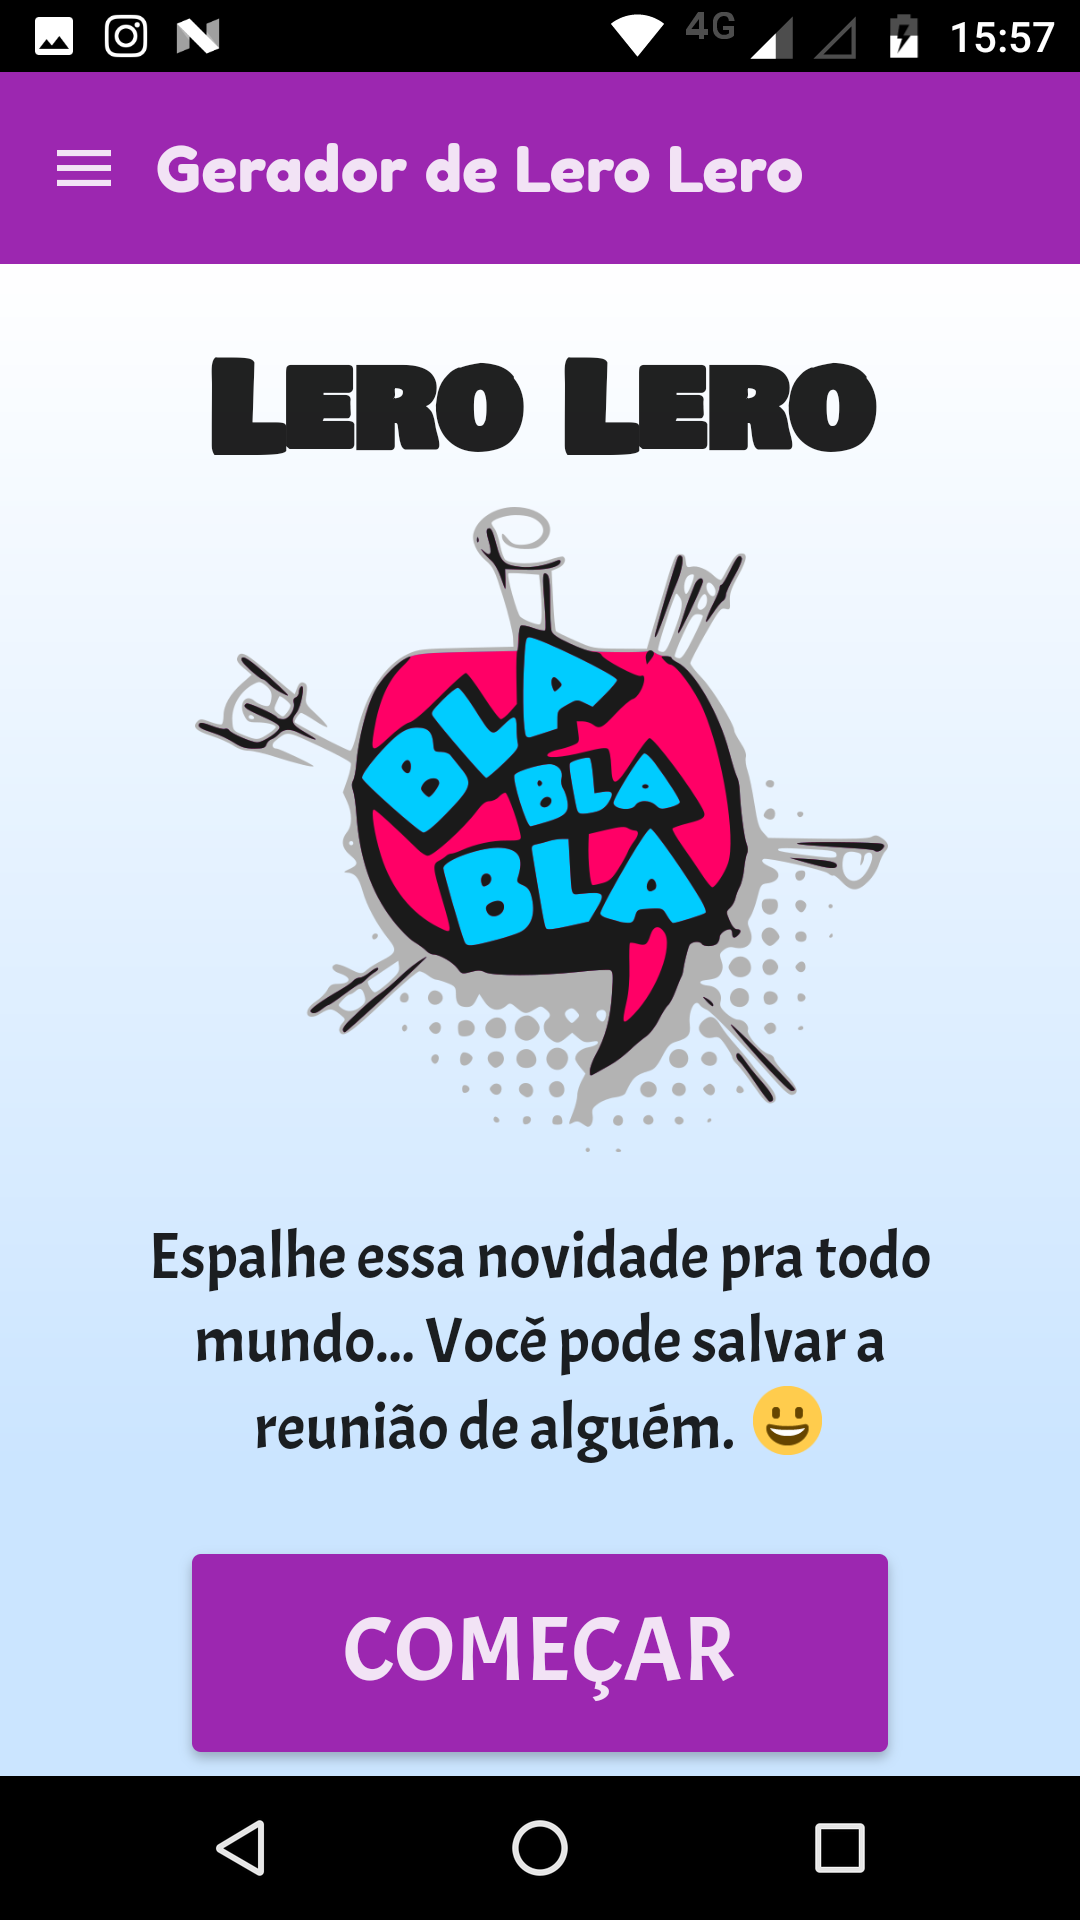 4G 15:57
Gerador de Lero Lero
Lero Lero
BLA
BLA
BLA
Espalhe essa novidade pra todo
mundo... Você pode salvar a
reunião de alguém. 😀
COMEÇAR